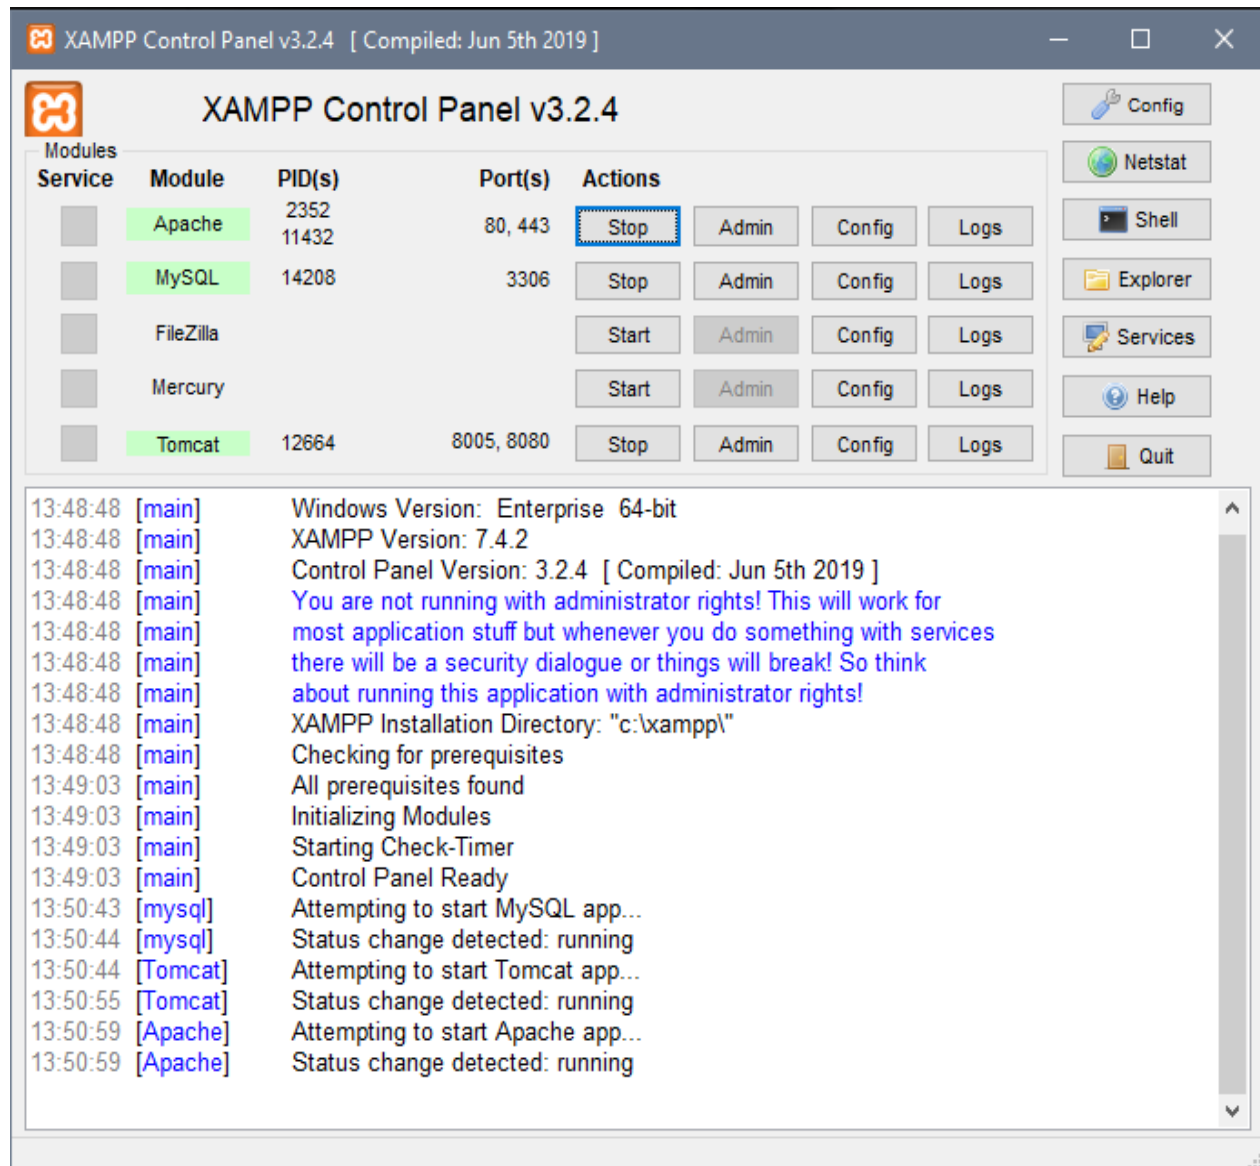 XAMPP Control Panel v3.2.4 [ Compiled: Jun 5th 2019 ]
XAMPP Control Panel v3.2.4
Config
Modules
Netstat
Service Module PID(s) Port(s) Actions
Apache 2352 11432 80, 443 Stop Admin Config Logs
Shell
MySQL 14208 3306 Stop Admin Config Logs
Explorer
FileZilla Start Admin Config Logs
Services
Mercury Start Admin Config Logs
Help
Tomcat 12664 8005, 8080 Stop Admin Config Logs
Quit
13:48:48 [main] Windows Version: Enterprise 64-bit
13:48:48 [main] XAMPP Version: 7.4.2
13:48:48 [main] Control Panel Version: 3.2.4 [ Compiled: Jun 5th 2019 ]
13:48:48 [main] You are not running with administrator rights! This will work for
13:48:48 [main] most application stuff but whenever you do something with services
13:48:48 [main] there will be a security dialogue or things will break! So think
13:48:48 [main] about running this application with administrator rights!
13:48:48 [main] XAMPP Installation Directory: "c:\xampp\"
13:48:48 [main] Checking for prerequisites
13:49:03 [main] All prerequisites found
13:49:03 [main] Initializing Modules
13:49:03 [main] Starting Check-Timer
13:49:03 [main] Control Panel Ready
13:50:43 [mysql] Attempting to start MySQL app...
13:50:44 [mysql] Status change detected: running
13:50:44 [Tomcat] Attempting to start Tomcat app...
13:50:55 [Tomcat] Status change detected: running
13:50:59 [Apache] Attempting to start Apache app...
13:50:59 [Apache] Status change detected: running